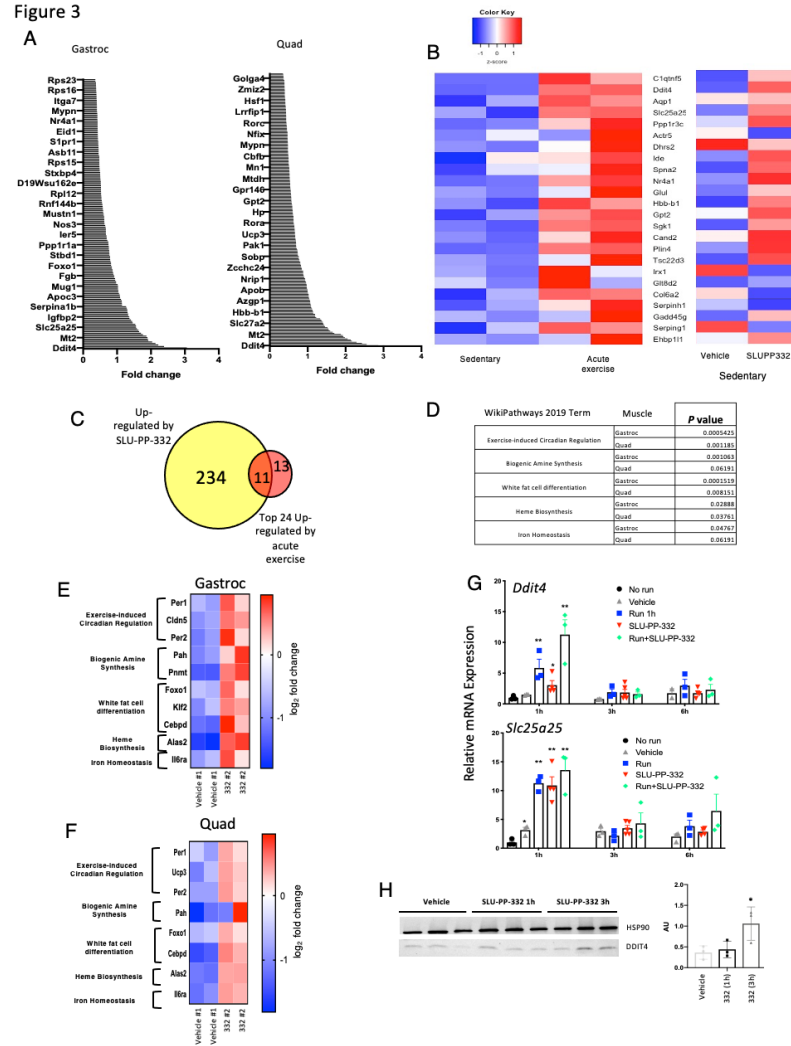 Figure 3
A
Gastroc
Rps23
Rps16
Itga7
Mypn
Nr4a1
Eid1
S1pr1
Asb11
Rps15
Stxbp4
D19Wsu162e
Rpl12
Rnf144b
Mustn1
Nos3
Ier5
Ppp1r1a
Stbd1
Foxo1
Fgb
Mug1
Apoc3
Serpina1b
Igfbp2
Slc25a25
Mt2
Ddit4
0 1 2 3 4
Fold change
Quad
Golga4
Zmiz2
Hsf1
Lrrfip1
Rorc
Nfix
Mypn
Cbfb
Mn1
Mtdh
Gpr146
Gpt2
Hp
Rora
Ucp3
Pak1
Sobp
Zcchc24
Nrip1
Apob
Azgp1
Hbb-b1
Slc27a2
Mt2
Ddit4
0 1 2 3 4
Fold change
B
Color Key
-1 0 1
z-score
C1qtnf5
Ddit4
Aqp1
Slc25a25
Ppp1r3c
Actr5
Dhrs2
Ide
Spna2
Nr4a1
Glul
Hbb-b1
Gpt2
Sgk1
Cand2
Plin4
Tsc22d3
Irx1
Glt8d2
Col6a2
Serpinh1
Gadd45g
Serping1
Ehbp1l1
Sedentary
Acute
exercise
Vehicle SLUPP332
Sedentary
C
Up-
regulated by
SLU-PP-332
234
11
13
Top 24 Up-
regulated by
acute
exercise
D
WikiPathways 2019 Term Muscle P value
Exercise-induced Circadian Regulation
Gastroc 0.0005425
Quad 0.001185
Biogenic Amine Synthesis
Gastroc 0.001063
Quad 0.06191
White fat cell differentiation
Gastroc 0.0001519
Quad 0.008151
Heme Biosynthesis
Gastroc 0.02888
Quad 0.03761
Iron Homeostasis
Gastroc 0.04767
Quad 0.06191
E
Gastroc
Exercise-induced
Circadian Regulation
Biogenic Amine
Synthesis
White fat cell
differentiation
Heme
Biosynthesis
Iron Homeostasis
Per1
Cldn5
Per2
Pah
Pnmt
Foxo1
Klf2
Cebpd
Alas2
Il6ra
Vehicle #1
Vehicle #1
332 #2
332 #2
0
-1
log2 fold change
F
Quad
Exercise-induced
Circadian Regulation
Biogenic Amine
Synthesis
White fat cell
differentiation
Heme Biosynthesis
Iron Homeostasis
Per1
Ucp3
Per2
Pah
Foxo1
Cebpd
Alas2
Il6ra
Vehicle #1
Vehicle #1
332 #2
332 #2
1
0
-1
log2 fold change
G
Relative mRNA Expression
Ddit4
No run
Vehicle
Run 1h
SLU-PP-332
Run+SLU-PP-332
20
15
10
5
0
** * **
1h 3h 6h
Slc25a25
No run
Vehicle
Run
SLU-PP-332
Run+SLU-PP-332
20
15
10
5
0
* ** ** **
1h 3h 6h
H
Vehicle SLU-PP-332 1h SLU-PP-332 3h
HSP90
DDIT4
AU
2.0
1.5
1.0
0.5
0.0
*
Vehicle
332 (1h)
332 (3h)